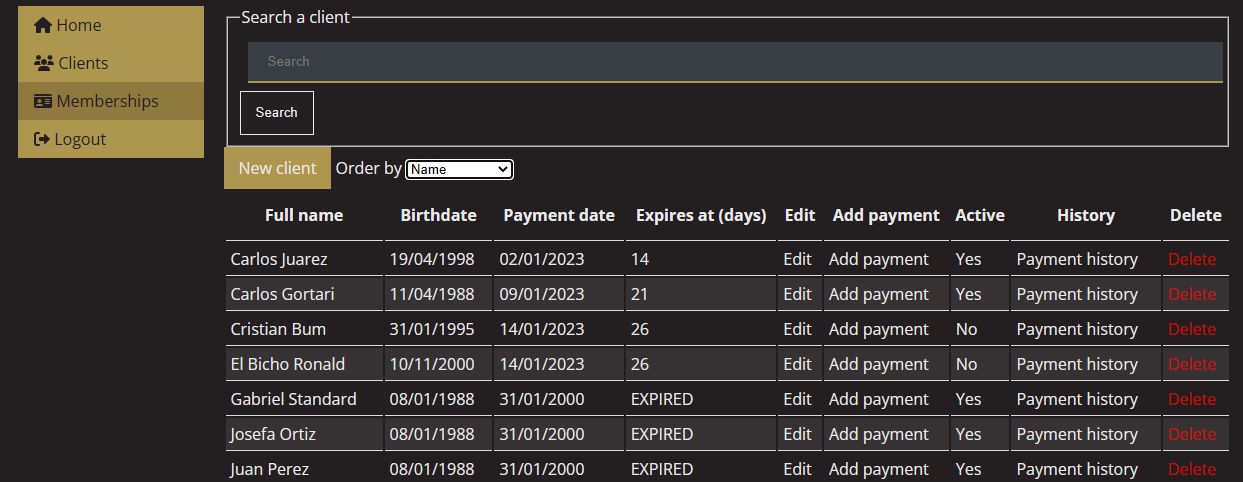 Home
Clients
Memberships
Logout
Search a client
Search
Search
New client Order by Name
Full name Birthdate Payment date Expires at (days) Edit Add payment Active History Delete
Carlos Juarez 19/04/1998 02/01/2023 14 Edit Add payment Yes Payment history Delete
Carlos Gortari 11/04/1988 09/01/2023 21 Edit Add payment Yes Payment history Delete
Cristian Bum 31/01/1995 14/01/2023 26 Edit Add payment No Payment history Delete
El Bicho Ronald 10/11/2000 14/01/2023 26 Edit Add payment No Payment history Delete
Gabriel Standard 08/01/1988 31/01/2000 EXPIRED Edit Add payment Yes Payment history Delete
Josefa Ortiz 08/01/1988 31/01/2000 EXPIRED Edit Add payment Yes Payment history Delete
Juan Perez 08/01/1988 31/01/2000 EXPIRED Edit Add payment Yes Payment history Delete